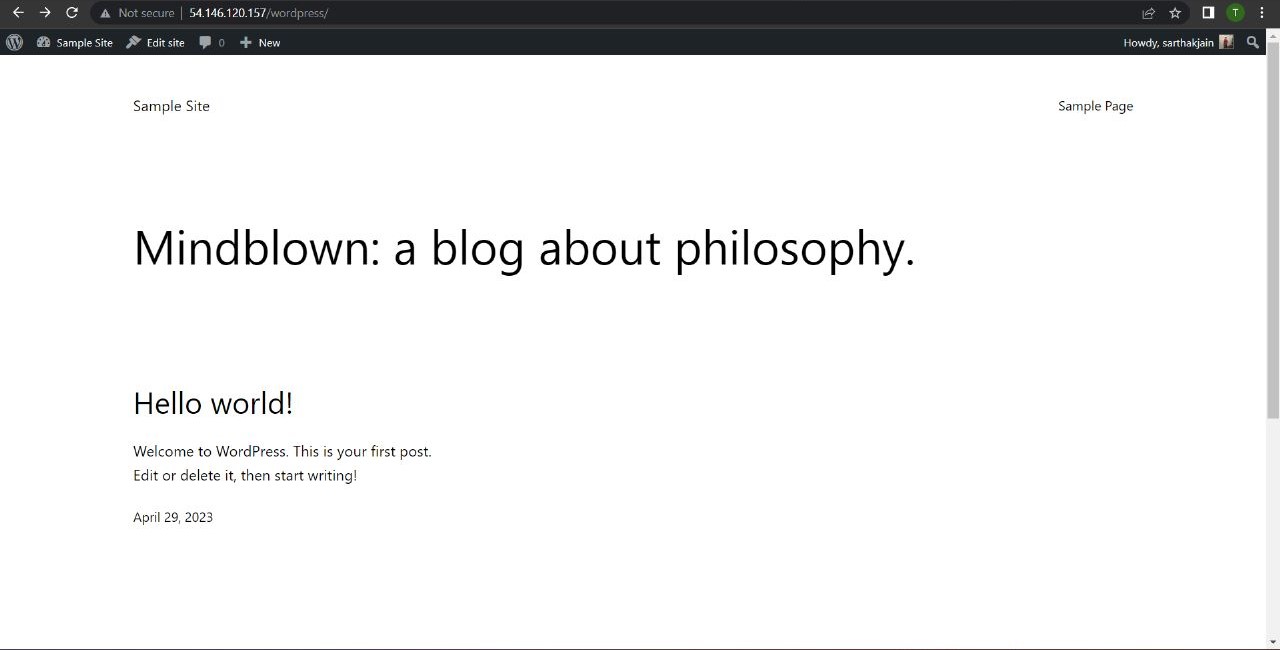 Not secure 54.146.120.157/wordpress/
T
Sample Site Edit site 0 New Howdy, sarthakjain
Sample Site Sample Page
Mindblown: a blog about philosophy.
Hello world!
Welcome to WordPress. This is your first post.
Edit or delete it, then start writing!
April 29, 2023